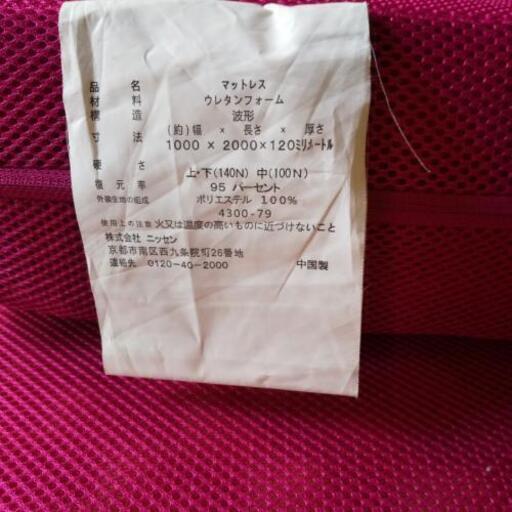 品 名 マットレス
材 料 ウレタンフォーム
構 造 波形
寸 法 (約)幅 × 長さ × 厚さ
1000 × 2000×120ミリメートル
硬 さ 上・下(140N) 中(100N)
復 元 率 95 パーセント
外装生地の組成 ポリエステル 100%
4300-79
使用上の注意 火又は温度の高いものに近づけないこと
株式会社 ニッセン
京都市南区西九条院町26番地
連絡先 0120-40-2000 中国製